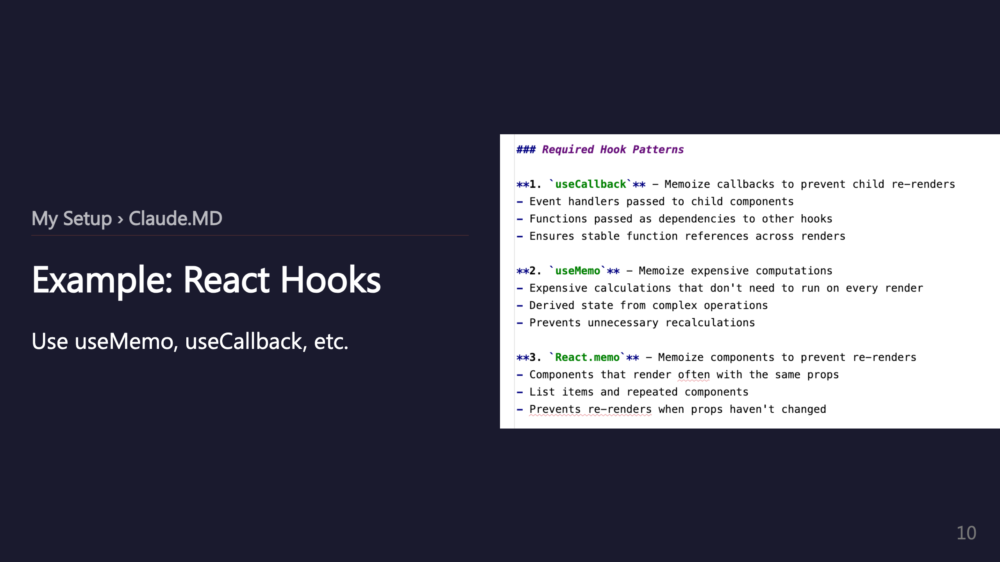 My Setup › Claude.MD
Example: React Hooks
Use useMemo, useCallback, etc.
### Required Hook Patterns
**1. `useCallback`** – Memoize callbacks to prevent child re-renders
- Event handlers passed to child components
- Functions passed as dependencies to other hooks
- Ensures stable function references across renders
**2. `useMemo`** – Memoize expensive computations
- Expensive calculations that don't need to run on every render
- Derived state from complex operations
- Prevents unnecessary recalculations
**3. `React.memo`** – Memoize components to prevent re-renders
- Components that render often with the same props
- List items and repeated components
- Prevents re-renders when props haven't changed
10